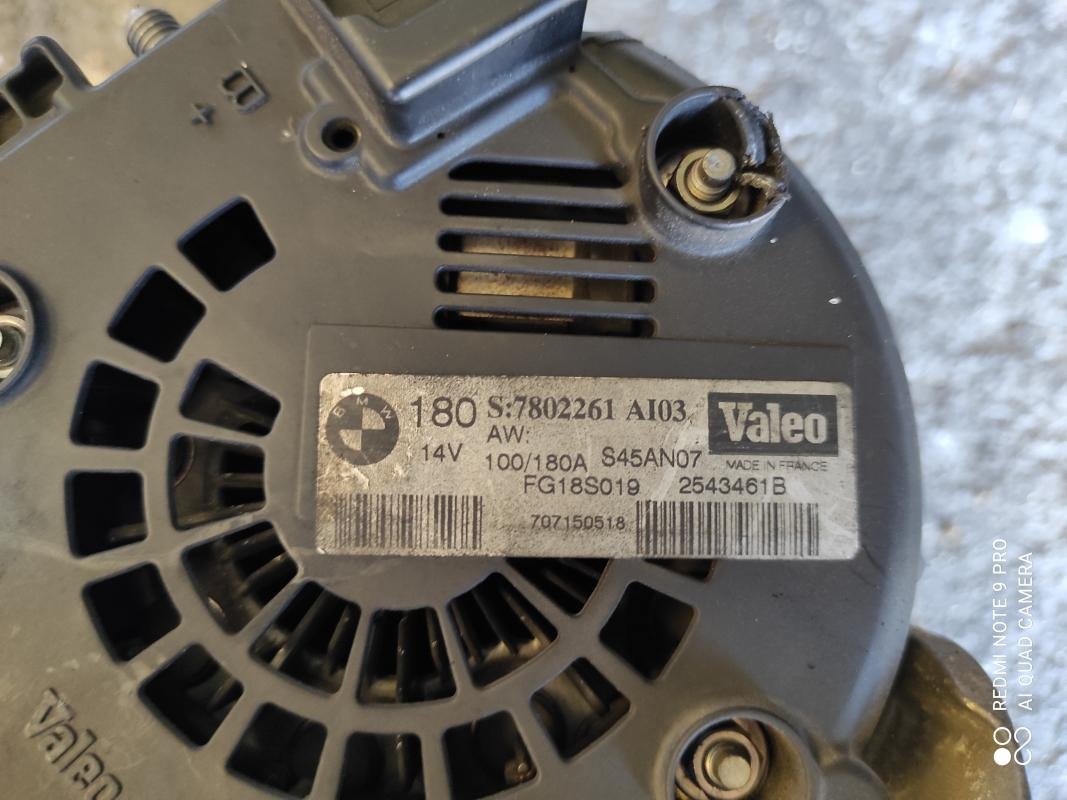 B
+
BMW
180 S:7802261 AI03
AW:
14V 100/180A S45AN07
Valeo
MADE IN FRANCE
FG18S019 2543461B
707150518
Valeo
REDMI NOTE 9 PRO
AI QUAD CAMERA